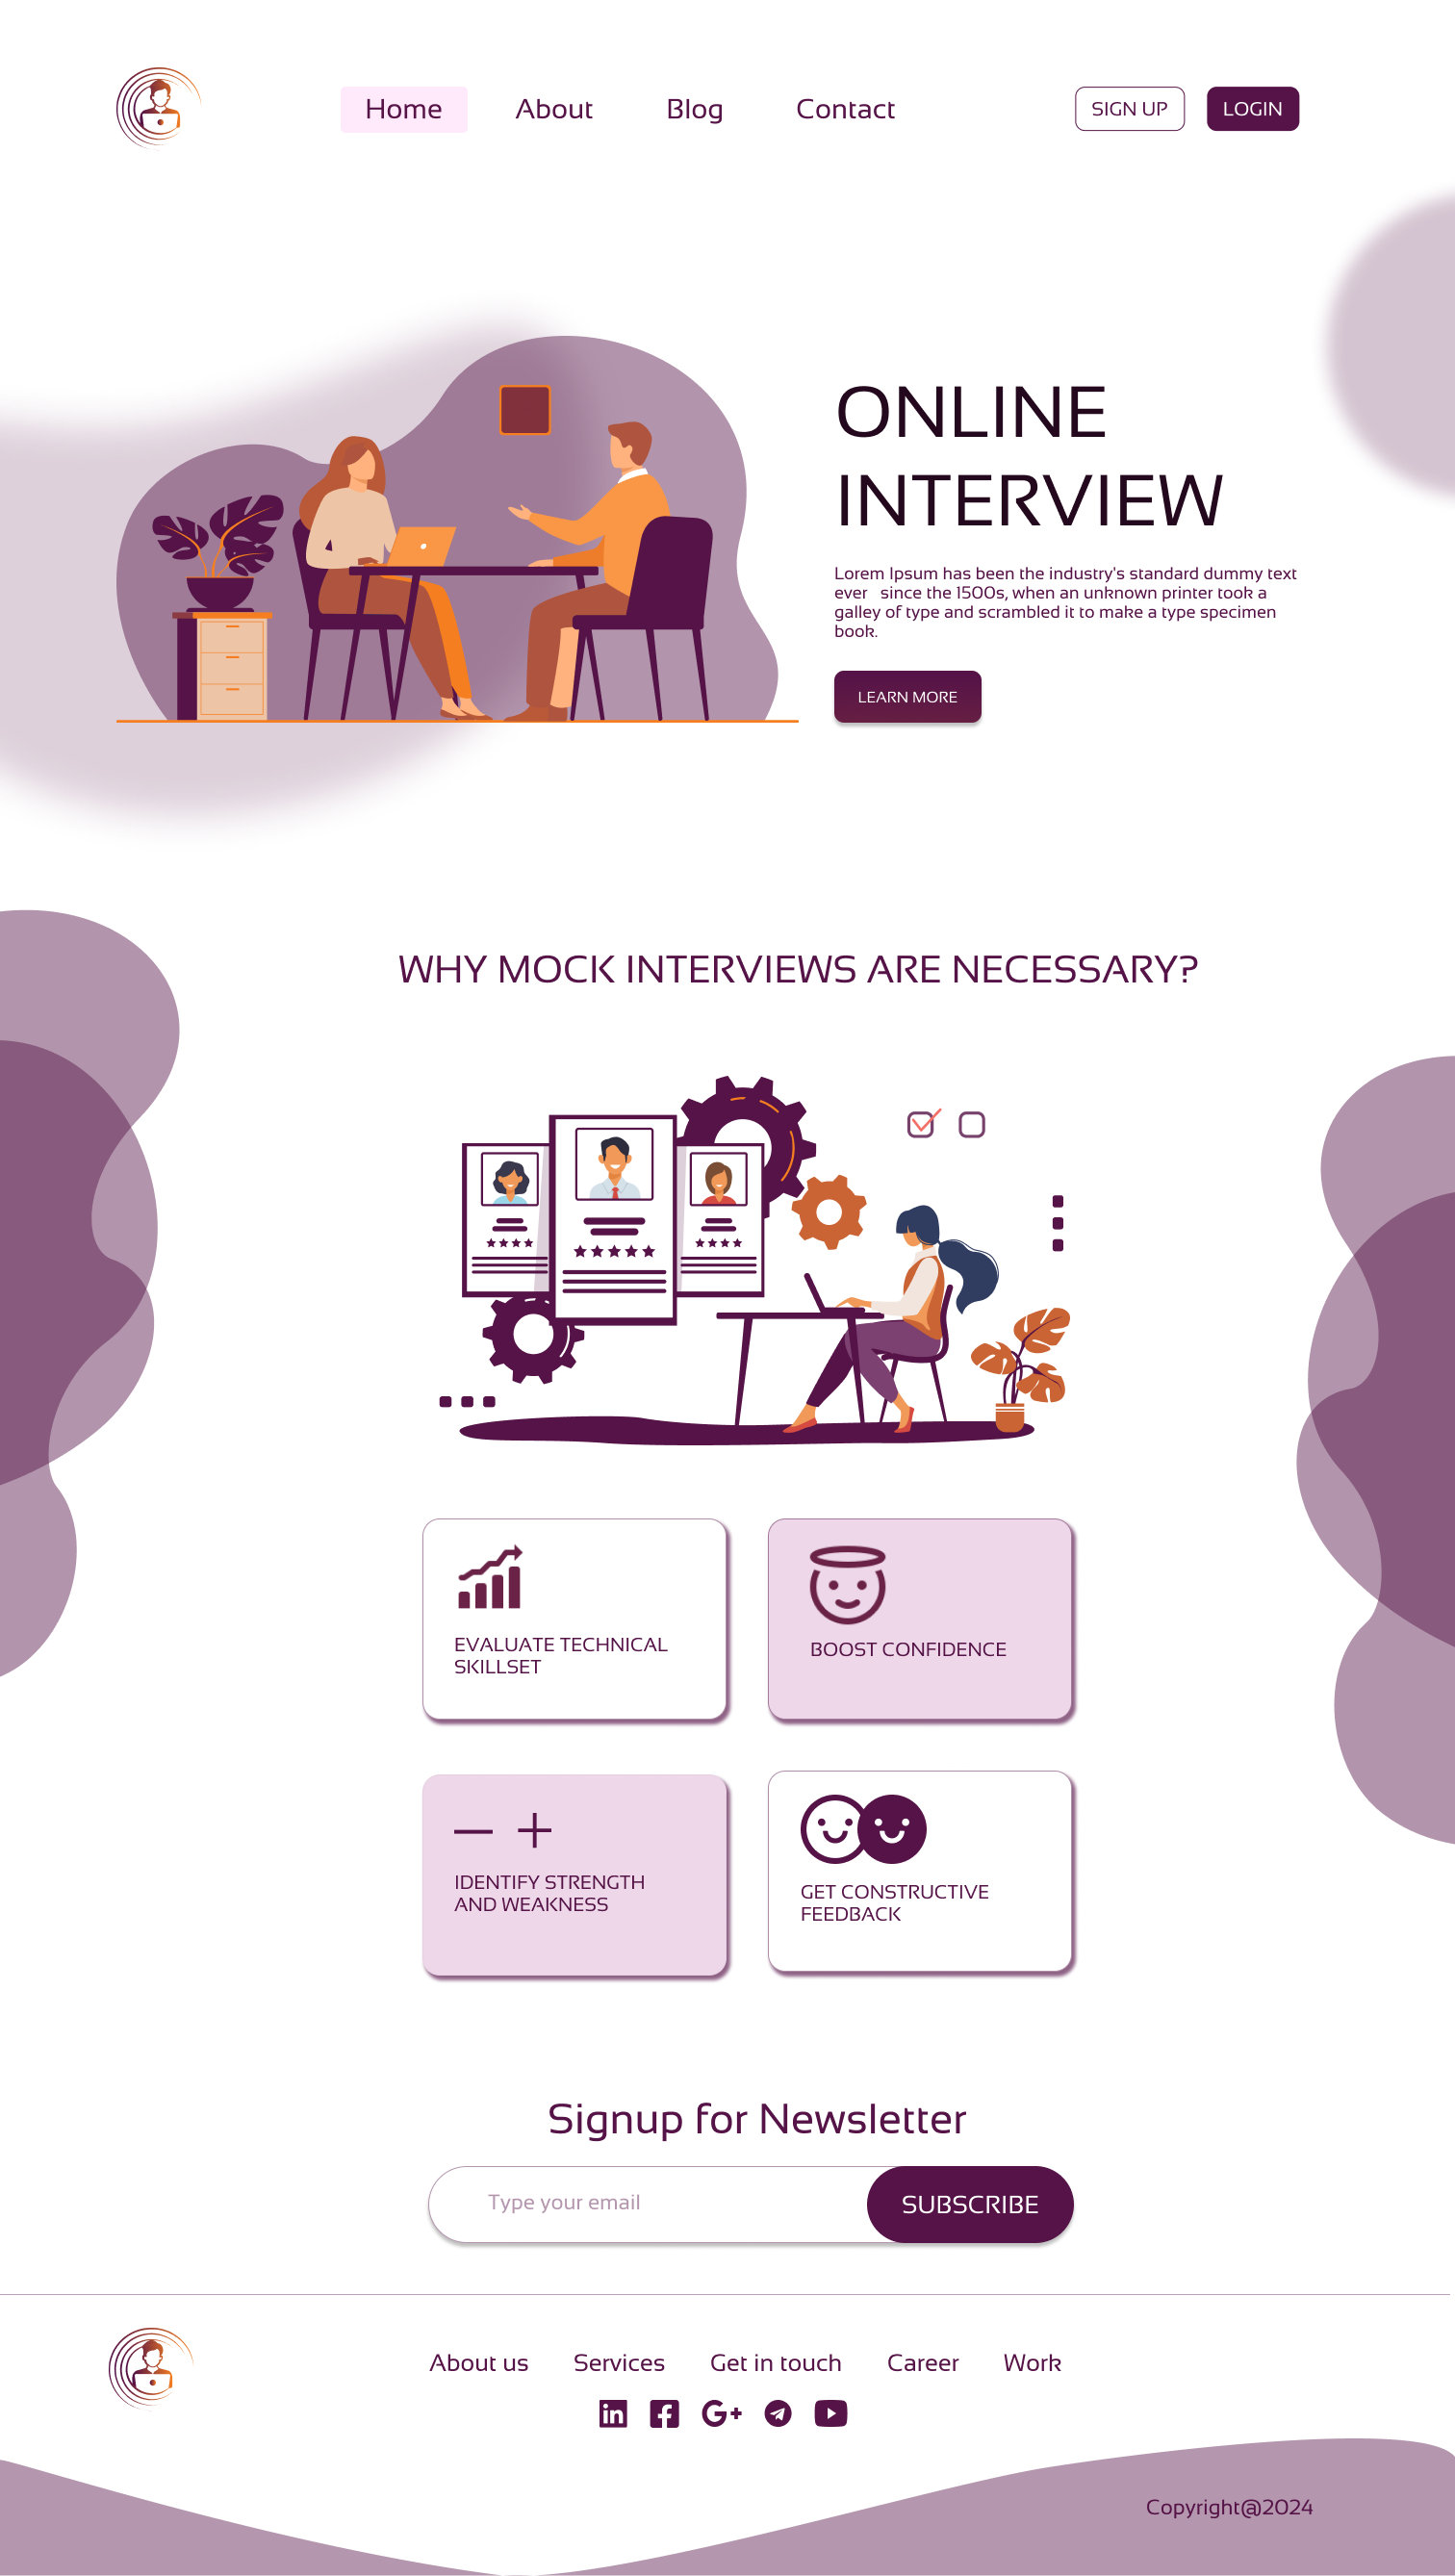 Home About Blog Contact SIGN UP LOGIN
ONLINE
INTERVIEW
Lorem Ipsum has been the industry's standard dummy text
ever since the 1500s, when an unknown printer took a
galley of type and scrambled it to make a type specimen
book.
LEARN MORE
WHY MOCK INTERVIEWS ARE NECESSARY?
EVALUATE TECHNICAL
SKILLSET
BOOST CONFIDENCE
IDENTIFY STRENGTH
AND WEAKNESS
GET CONSTRUCTIVE
FEEDBACK
Signup for Newsletter
Type your email SUBSCRIBE
About us Services Get in touch Career Work
Copyright@2024